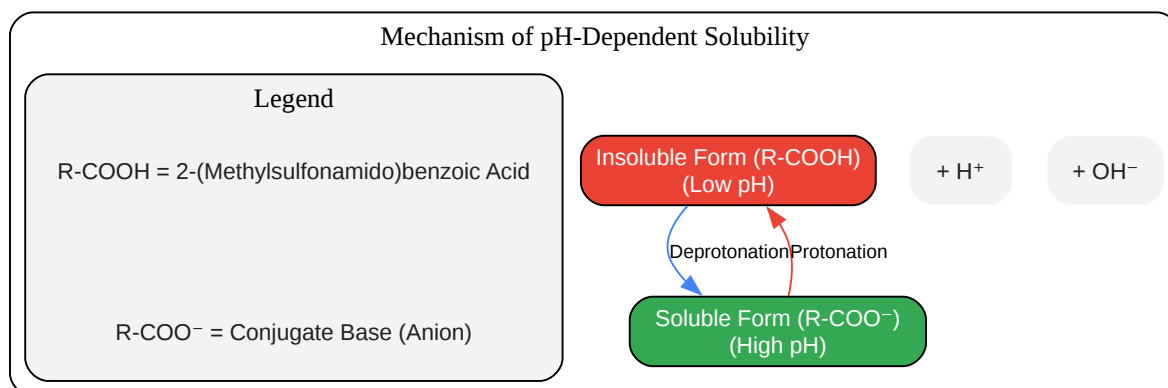 Mechanism of pH-Dependent Solubility
Legend
R-COOH = 2-(Methylsulfonamido)benzoic Acid
R-COO⁻ = Conjugate Base (Anion)
Insoluble Form (R-COOH)
(Low pH)
+ H⁺
+ OH⁻
Deprotonation
Protonation
Soluble Form (R-COO⁻)
(High pH)